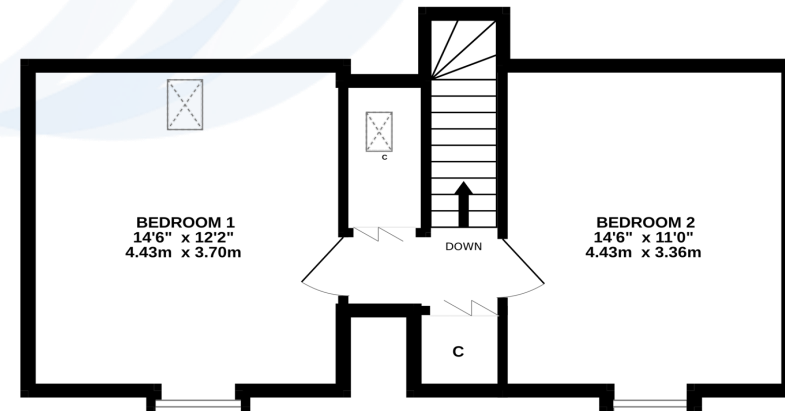 C
BEDROOM 1
14'6" x 12'2"
4.43m x 3.70m
DOWN
BEDROOM 2
14'6" x 11'0"
4.43m x 3.36m
C